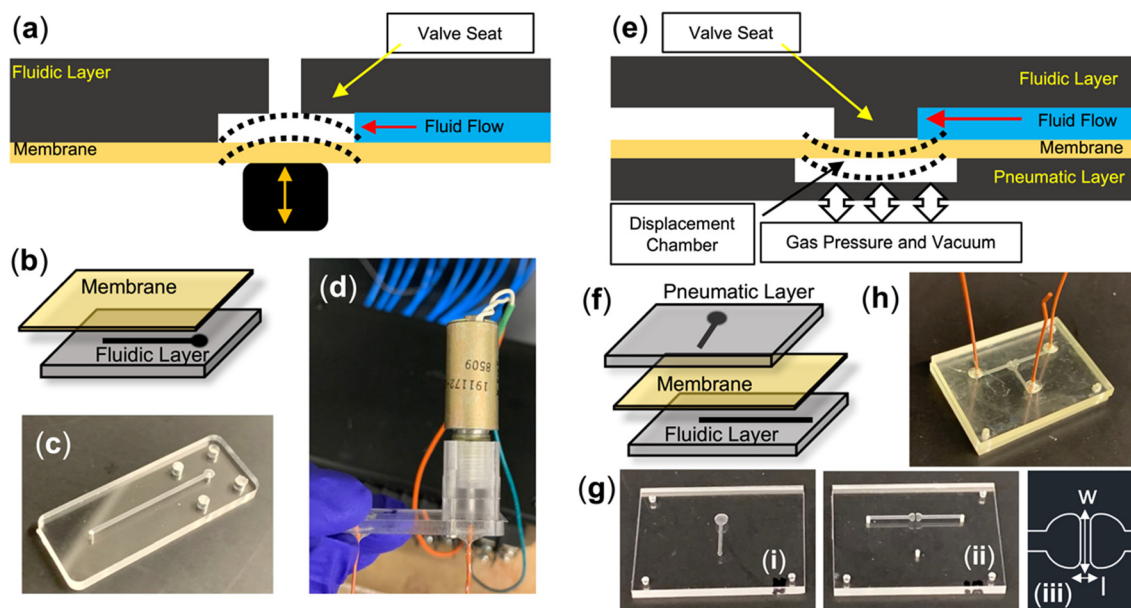 (a)
Valve Seat
Fluidic Layer
Fluid Flow
Membrane
(b)
Membrane
Fluidic Layer
(c)
(d)
191172-
8509
(e)
Valve Seat
Fluidic Layer
Fluid Flow
Membrane
Pneumatic Layer
Displacement
Chamber
Gas Pressure and Vacuum
(f)
Pneumatic Layer
Membrane
Fluidic Layer
(h)
(g)
(i)
(ii)
W
(iii)
l